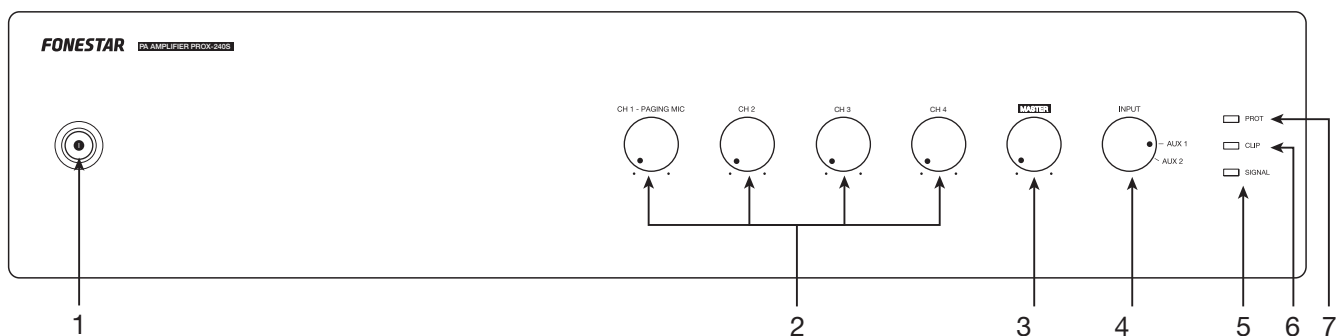 FONESTAR PA AMPLIFIER PROX-240S
CH 1 - PAGING MIC CH 2 CH 3 CH 4 MASTER INPUT
PROT
AUX 1
CLIP
AUX 2
SIGNAL
1 2 3 4 5 6 7